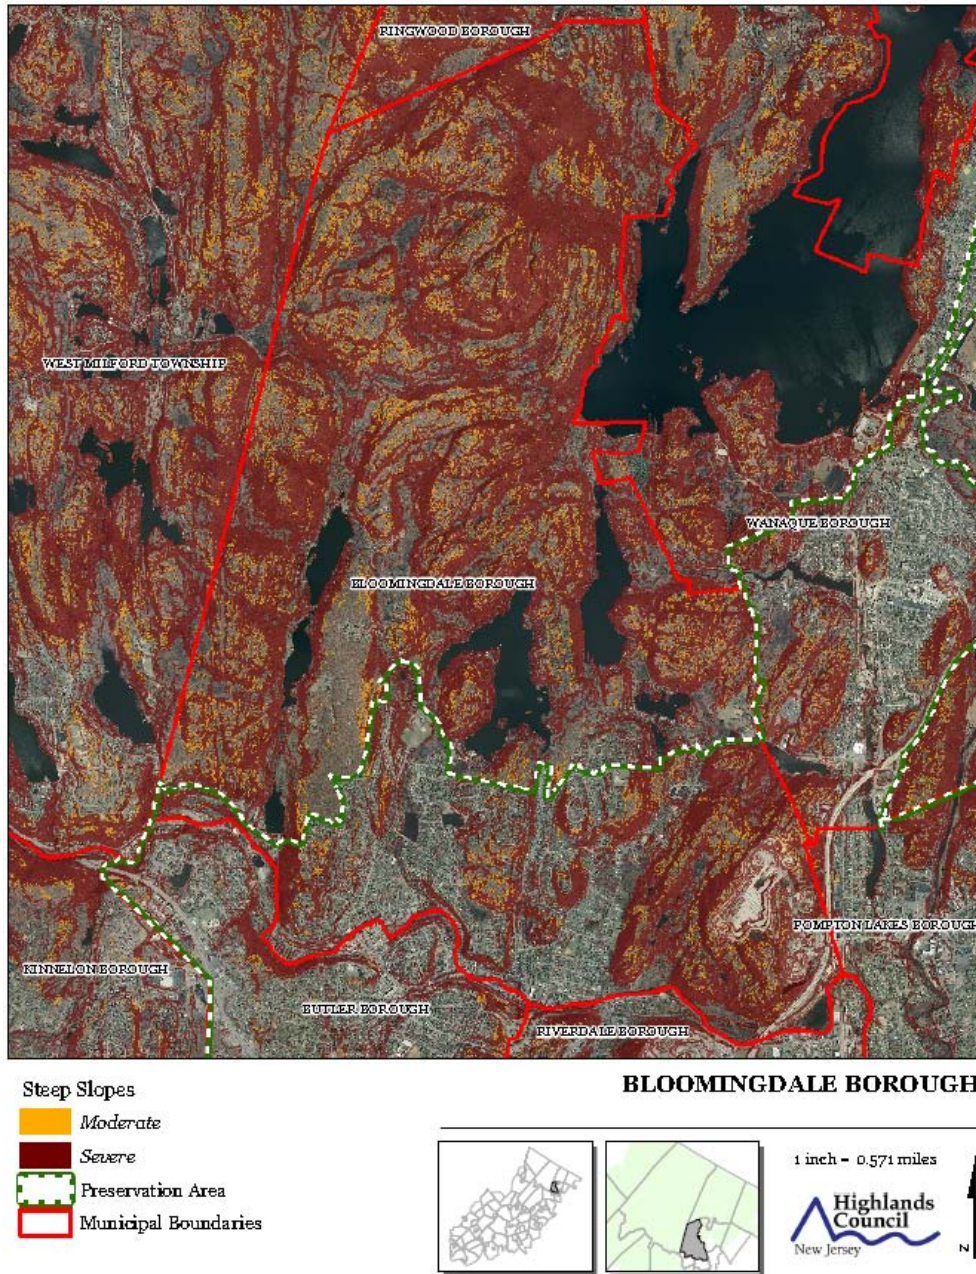 RINGWOOD BOROUGH
WEST MILFORD TOWNSHIP
WANAQUE BOROUGH
BLOOMINGDALE BOROUGH
POMPTON LAKES BOROUGH
KINNELON BOROUGH
BUTLER BOROUGH
RIVERDALE BOROUGH
BLOOMINGDALE BOROUGH
Steep Slopes
Moderate
Severe
Preservation Area
Municipal Boundaries
1 inch = 0.571 miles
Highlands
Council
New Jersey
N